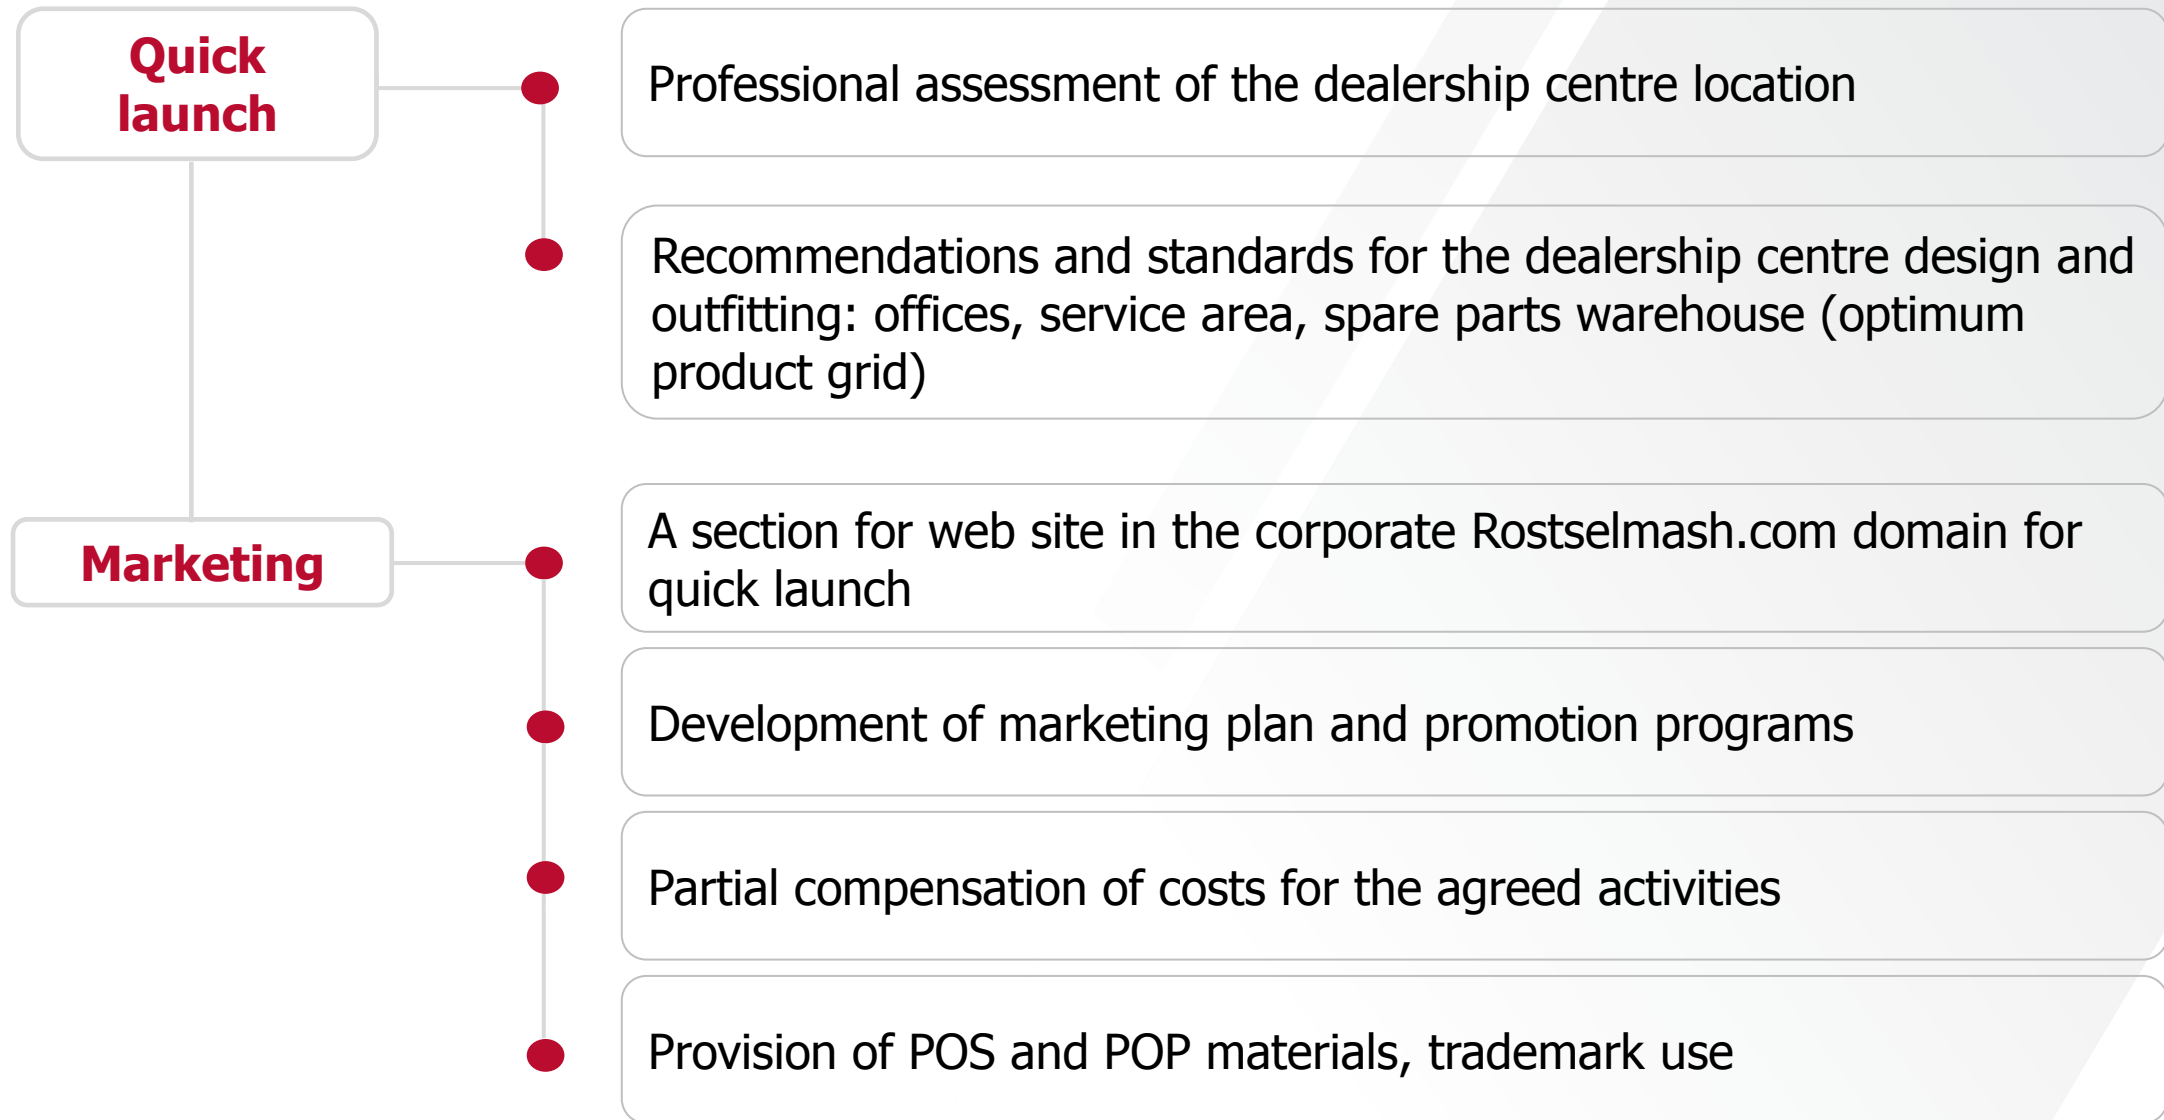 Quick
launch
Professional assessment of the dealership centre location
Recommendations and standards for the dealership centre design and
outfitting: offices, service area, spare parts warehouse (optimum
product grid)
Marketing
A section for web site in the corporate Rostselmash.com domain for
quick launch
Development of marketing plan and promotion programs
Partial compensation of costs for the agreed activities
Provision of POS and POP materials, trademark use